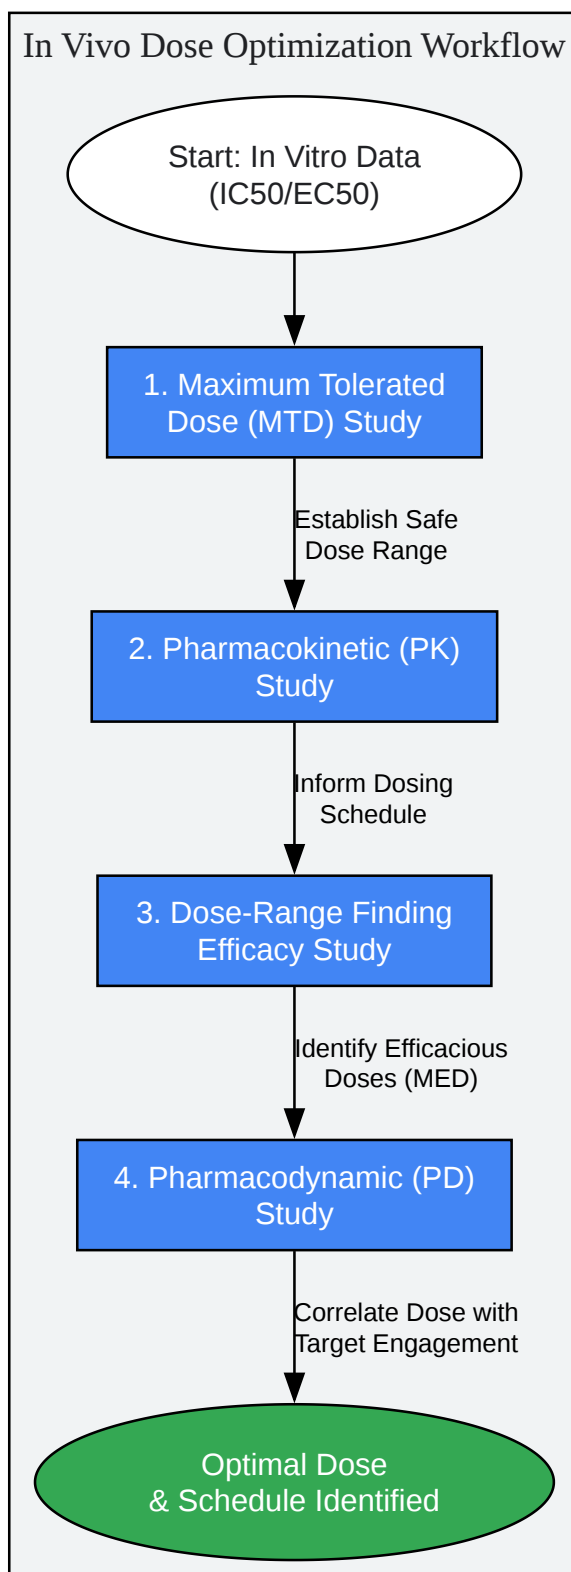 In Vivo Dose Optimization Workflow
Start: In Vitro Data
(IC50/EC50)
1. Maximum Tolerated
Dose (MTD) Study
Establish Safe
Dose Range
2. Pharmacokinetic (PK)
Study
Inform Dosing
Schedule
3. Dose-Range Finding
Efficacy Study
Identify Efficacious
Doses (MED)
4. Pharmacodynamic (PD)
Study
Correlate Dose with
Target Engagement
Optimal Dose
& Schedule Identified